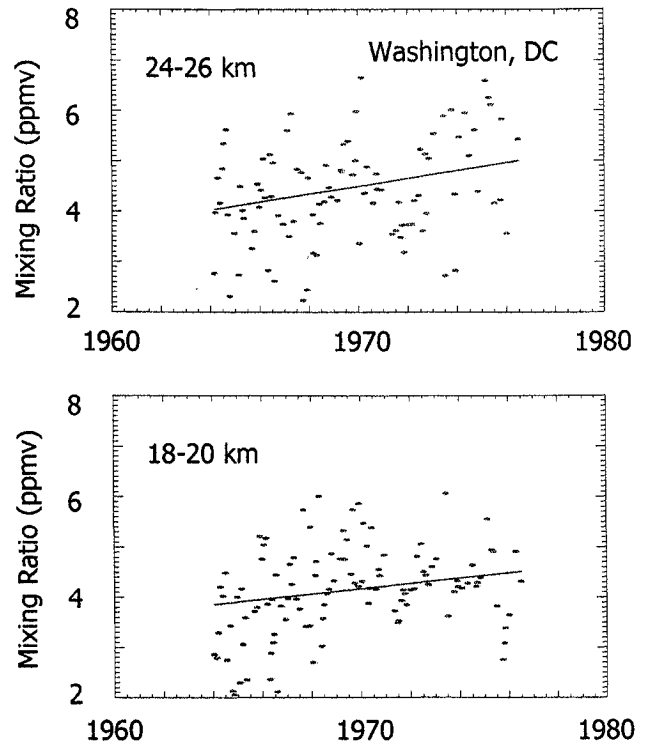 8
Washington, DC
24-26 km
6
4
2
Mixing Ratio (ppmv)
1960
1970
1980
8
18-20 km
6
4
2
Mixing Ratio (ppmv)
1960
1970
1980